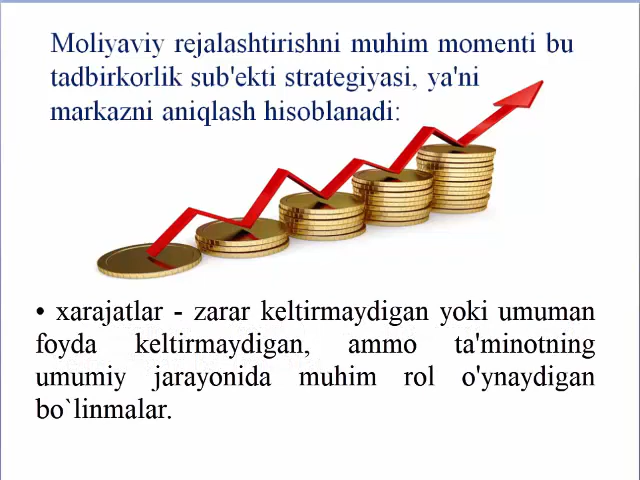 Moliyaviy rejalashtirishni muhim momenti bu
tadbirkorlik sub'ekti strategiyasi, ya'ni
markazni aniqlash hisoblanadi:
• xarajatlar - zarar keltirmaydigan yoki umuman
foyda keltirmaydigan, ammo ta'minotning
umumiy jarayonida muhim rol o'ynaydigan
bo`linmalar.